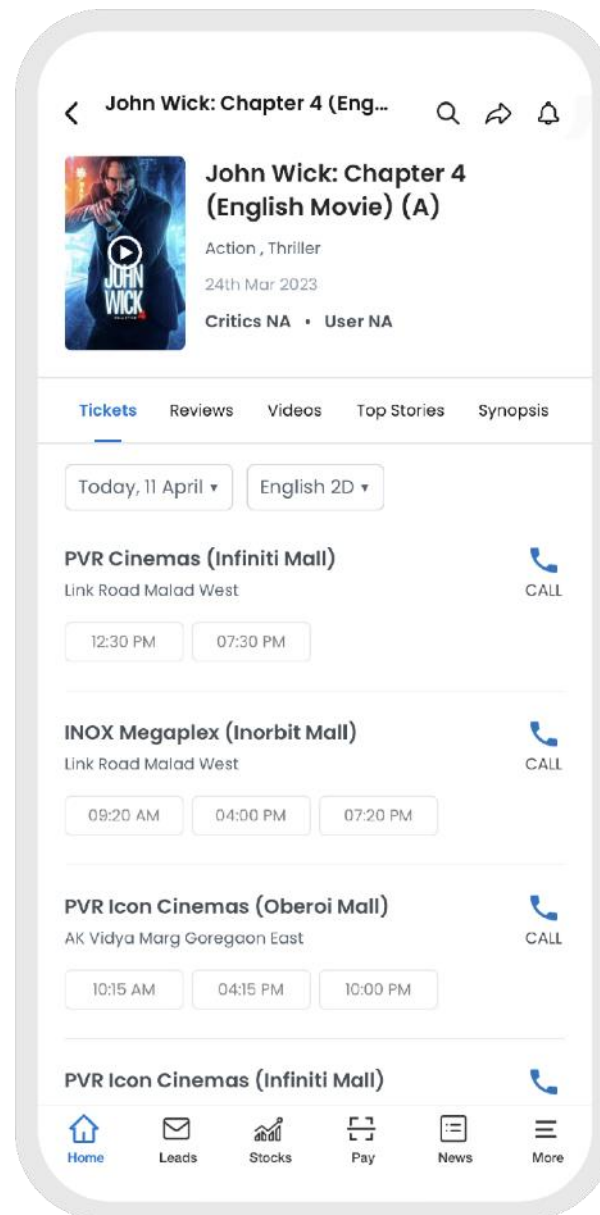 John Wick: Chapter 4 (Eng...
John Wick: Chapter 4
(English Movie) (A)
Action , Thriller
24th Mar 2023
Critics NA • User NA
JOHN
WICK
Tickets Reviews Videos Top Stories Synopsis
Today, 11 April ▾ English 2D ▾
PVR Cinemas (Infiniti Mall)
Link Road Malad West CALL
12:30 PM 07:30 PM
INOX Megaplex (Inorbit Mall)
Link Road Malad West CALL
09:20 AM 04:00 PM 07:20 PM
PVR Icon Cinemas (Oberoi Mall)
AK Vidya Marg Goregaon East CALL
10:15 AM 04:15 PM 10:00 PM
PVR Icon Cinemas (Infiniti Mall)
Home Leads Stocks Pay News More